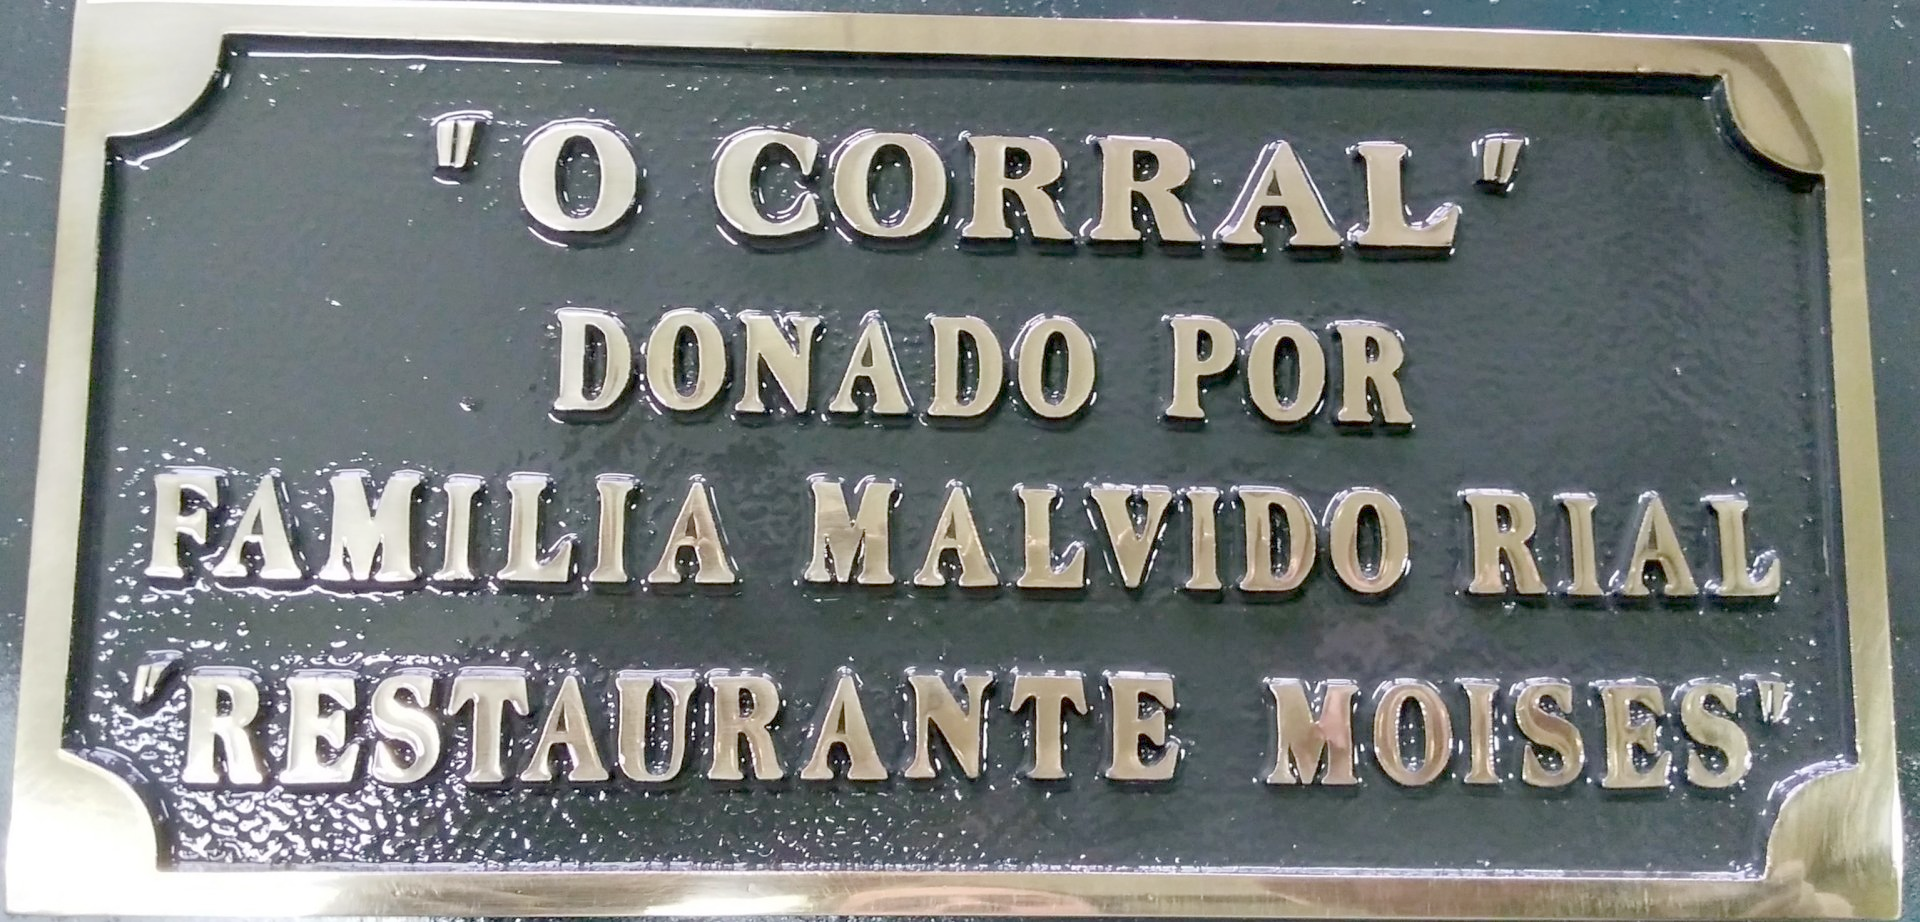 "O CORRAL"
DONADO POR
FAMILIA MALVIDO RIAL
"RESTAURANTE MOISES"